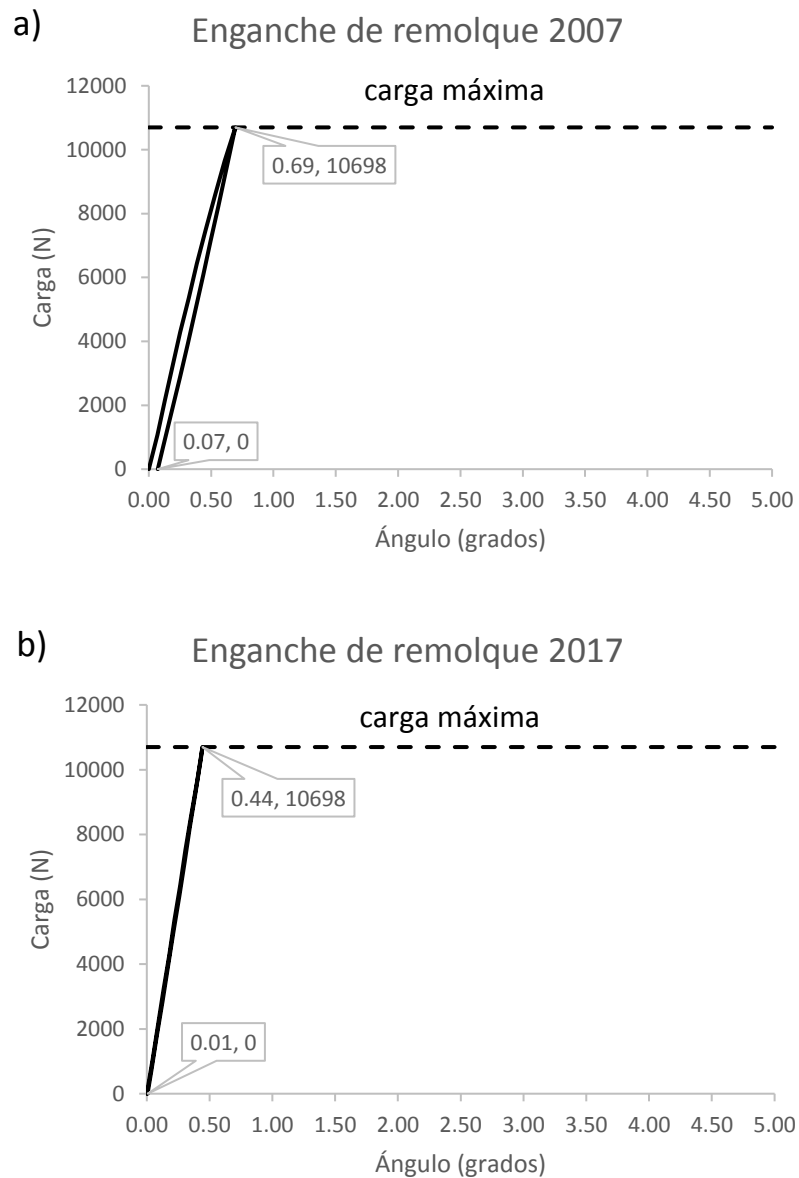 a)
Enganche de remolque 2007
12000
10000
8000
6000
4000
2000
0
Carga (N)
carga máxima
0.69, 10698
0.07, 0
0.00 0.50 1.00 1.50 2.00 2.50 3.00 3.50 4.00 4.50 5.00
Ángulo (grados)
b)
Enganche de remolque 2017
12000
10000
8000
6000
4000
2000
0
Carga (N)
carga máxima
0.44, 10698
0.01, 0
0.00 0.50 1.00 1.50 2.00 2.50 3.00 3.50 4.00 4.50 5.00
Ángulo (grados)